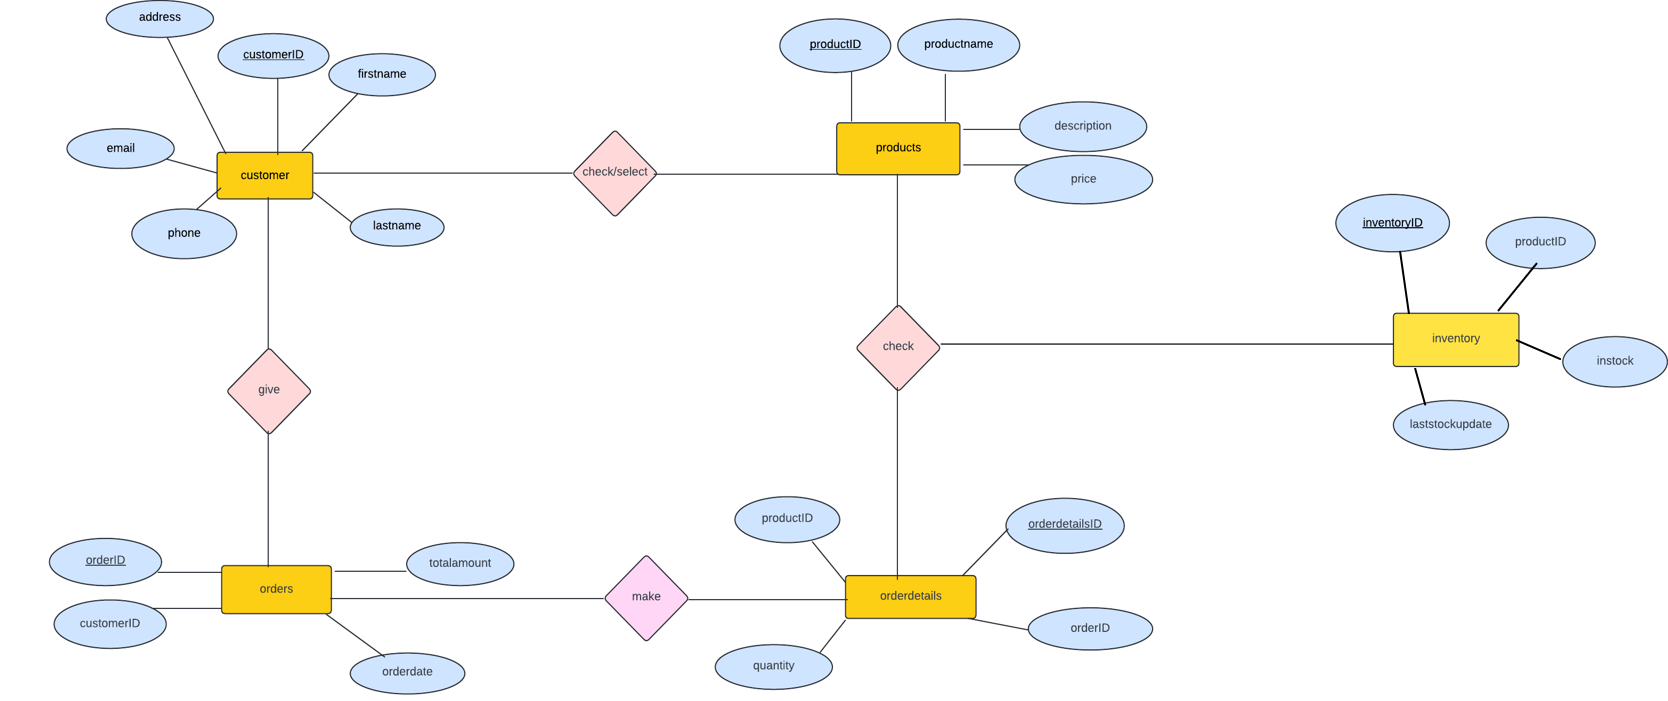 address
customerID
firstname
productID
productname
description
email
customer
check/select
products
price
phone
lastname
inventoryID
productID
check
inventory
instock
give
laststockupdate
productID
orderdetailsID
orderID
totalamount
orders
make
orderdetails
customerID
orderID
orderdate
quantity